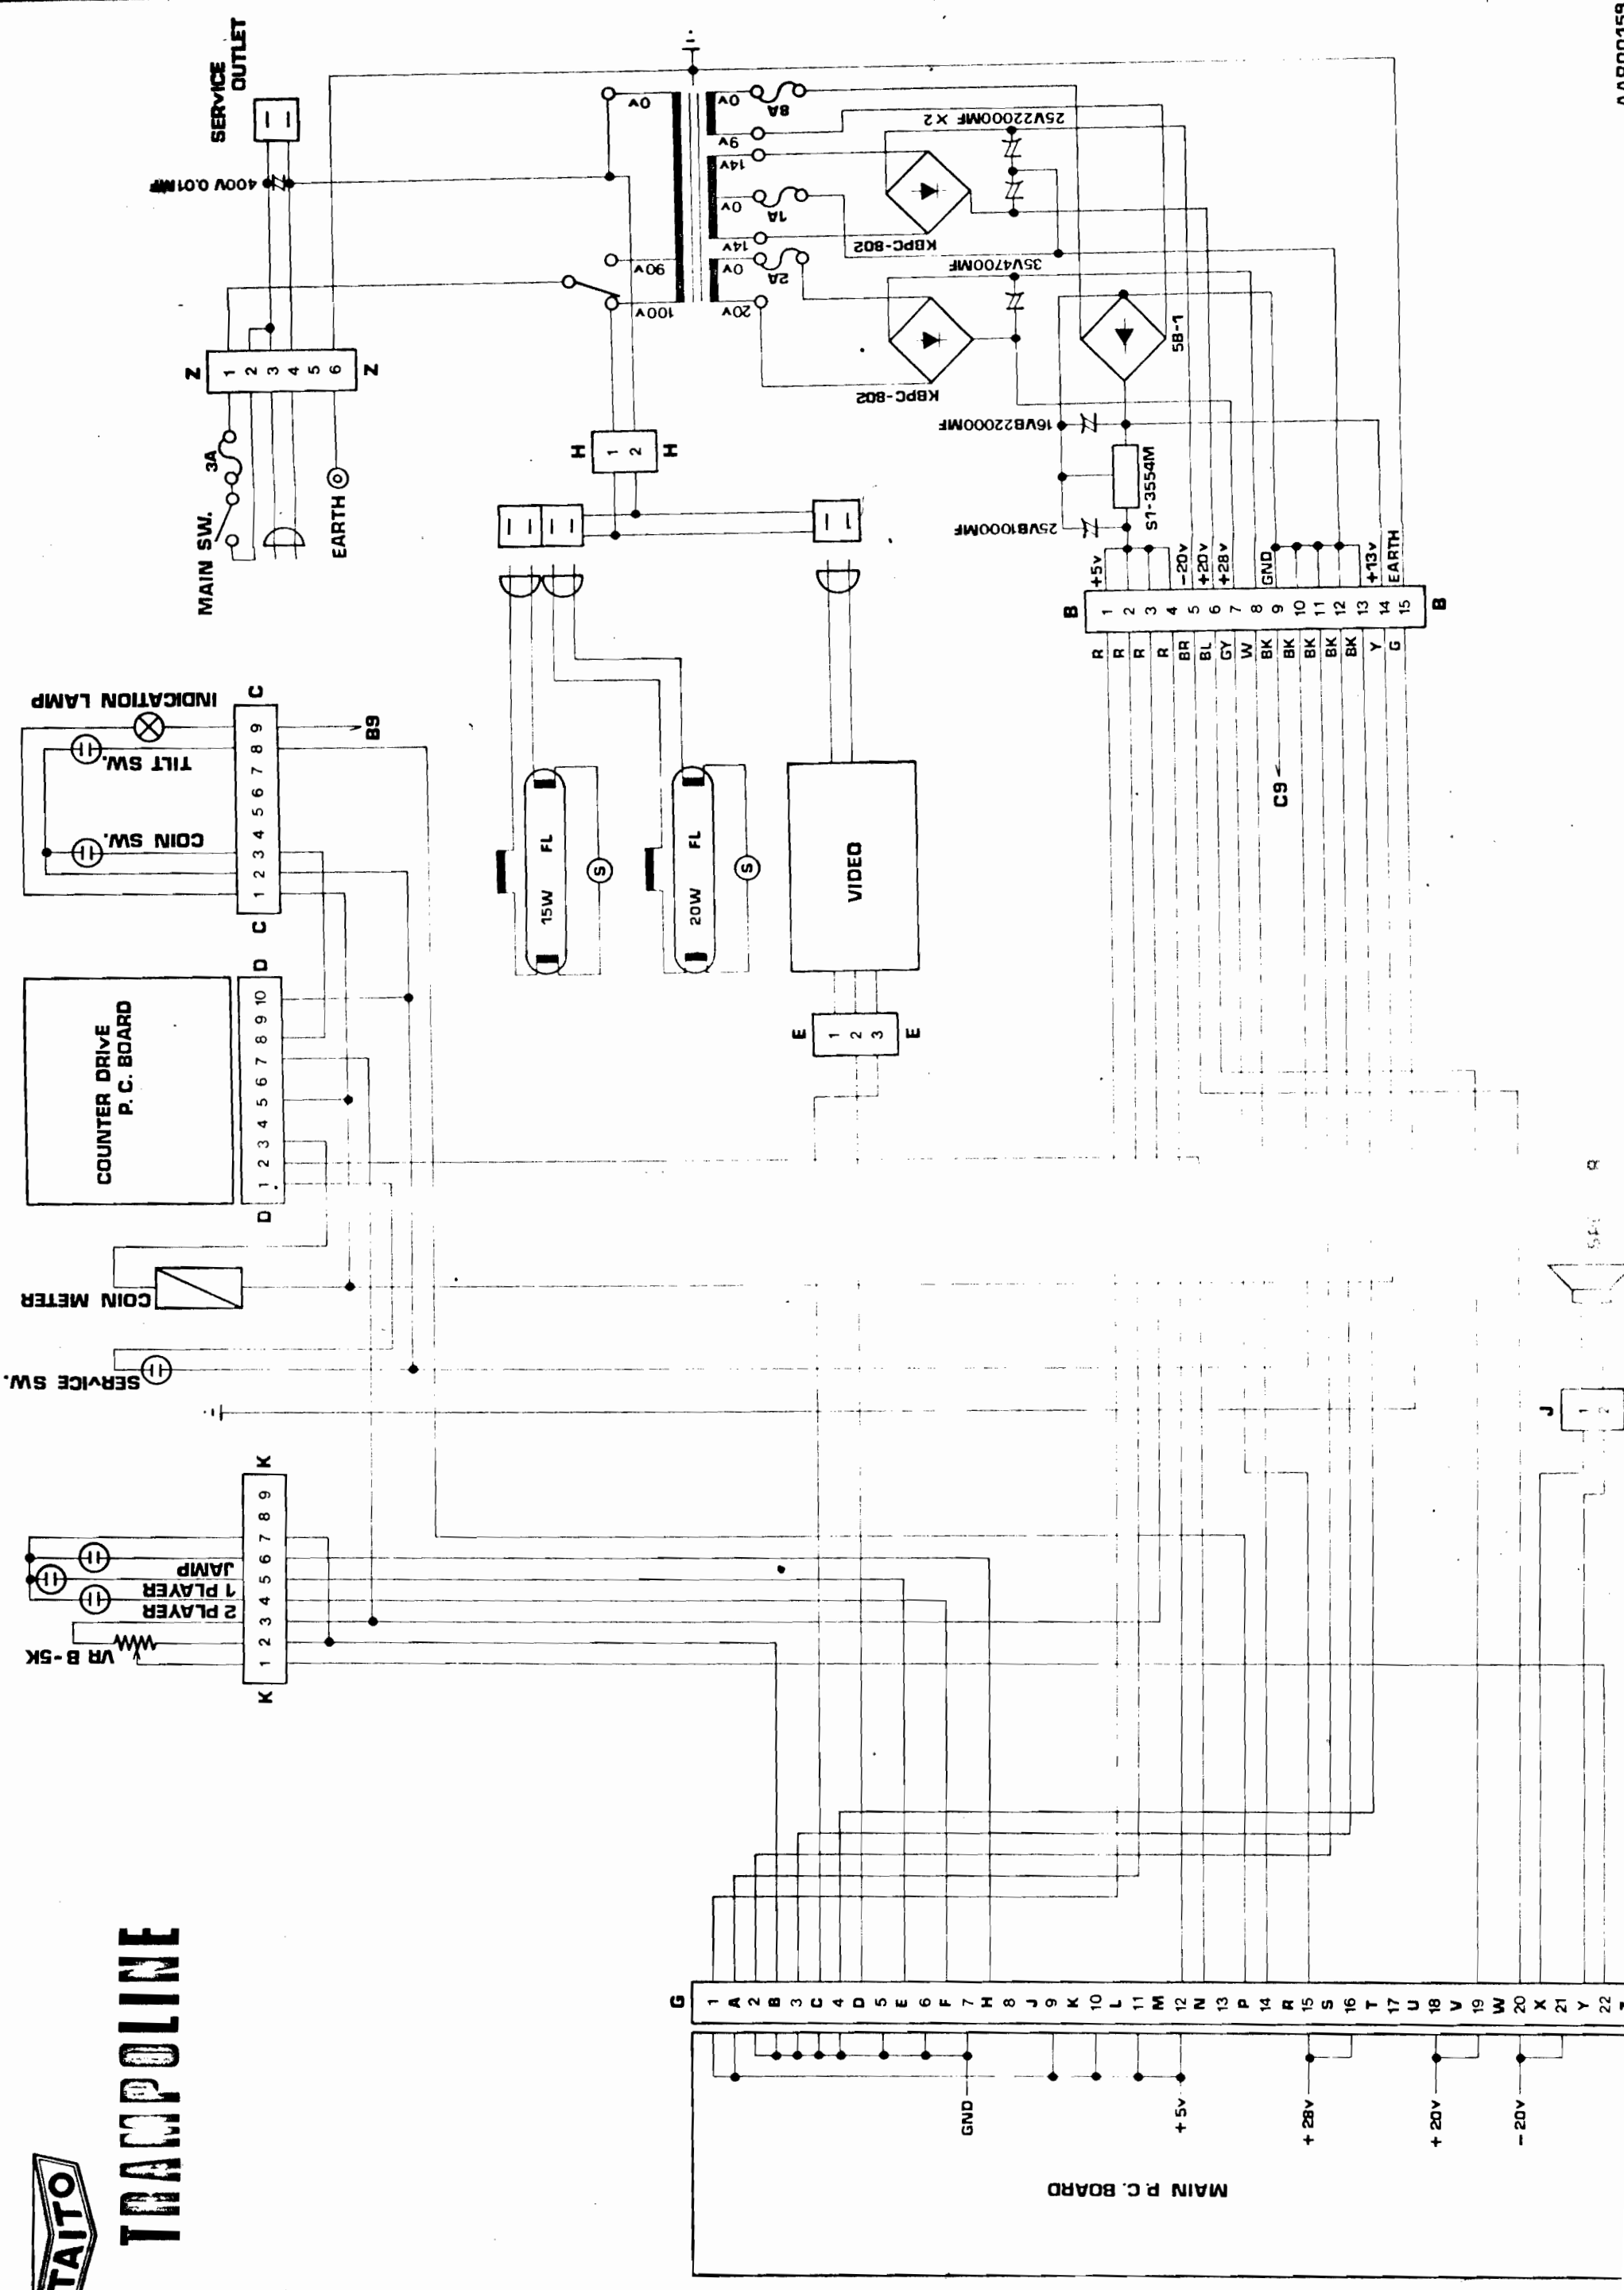 TAITO
TRAMPOLINE
VR B-5K
2 PLAYER
1 PLAYER
JAMP
K
1 2 3 4 5 6 7 8 9
K
SERVICE SW.
COIN METER
COUNTER DRIVE
P. C. BOARD
D
1 2 3 4 5 6 7 8 9 10
D
COIN SW.
TILT SW.
INDICATION LAMP
C
1 2 3 4 5 6 7 8 9
C
B9
MAIN SW.
3A
EARTH
Z
1 2 3 4 5 6
Z
SERVICE
OUTLET
400V 0.01MF
15W FL
S
20W FL
S
VIDEO
E
1 2 3
E
H
1 2
H
0V
90V
100V
0V
9V
14V
0V
14V
0V
20V
8A
1A
2A
KBPC-802
KBPC-802
25V22000MF × 2
35V4700MF
SB-1
16VB22000MF
S1-3554M
25VB1000MF
B
1 2 3 4 5 6 7 8 9 10 11 12 13 14 15
B
+5V
-20V
+20V
+28V
GND
+13V
EARTH
R
R
R
R
BR
BL
GY
W
BK
BK
BK
BK
BK
Y
G
C9
J
1 2
G
1 A 2 B 3 C 4 D 5 E 6 F 7 H 8 J 9 K 10 L 11 M 12 N 13 P 14 R 15 S 16 T 17 U 18 V 19 W 20 X 21 Y 22
GND
+5V
+28V
+20V
-20V
MAIN P.C. BOARD